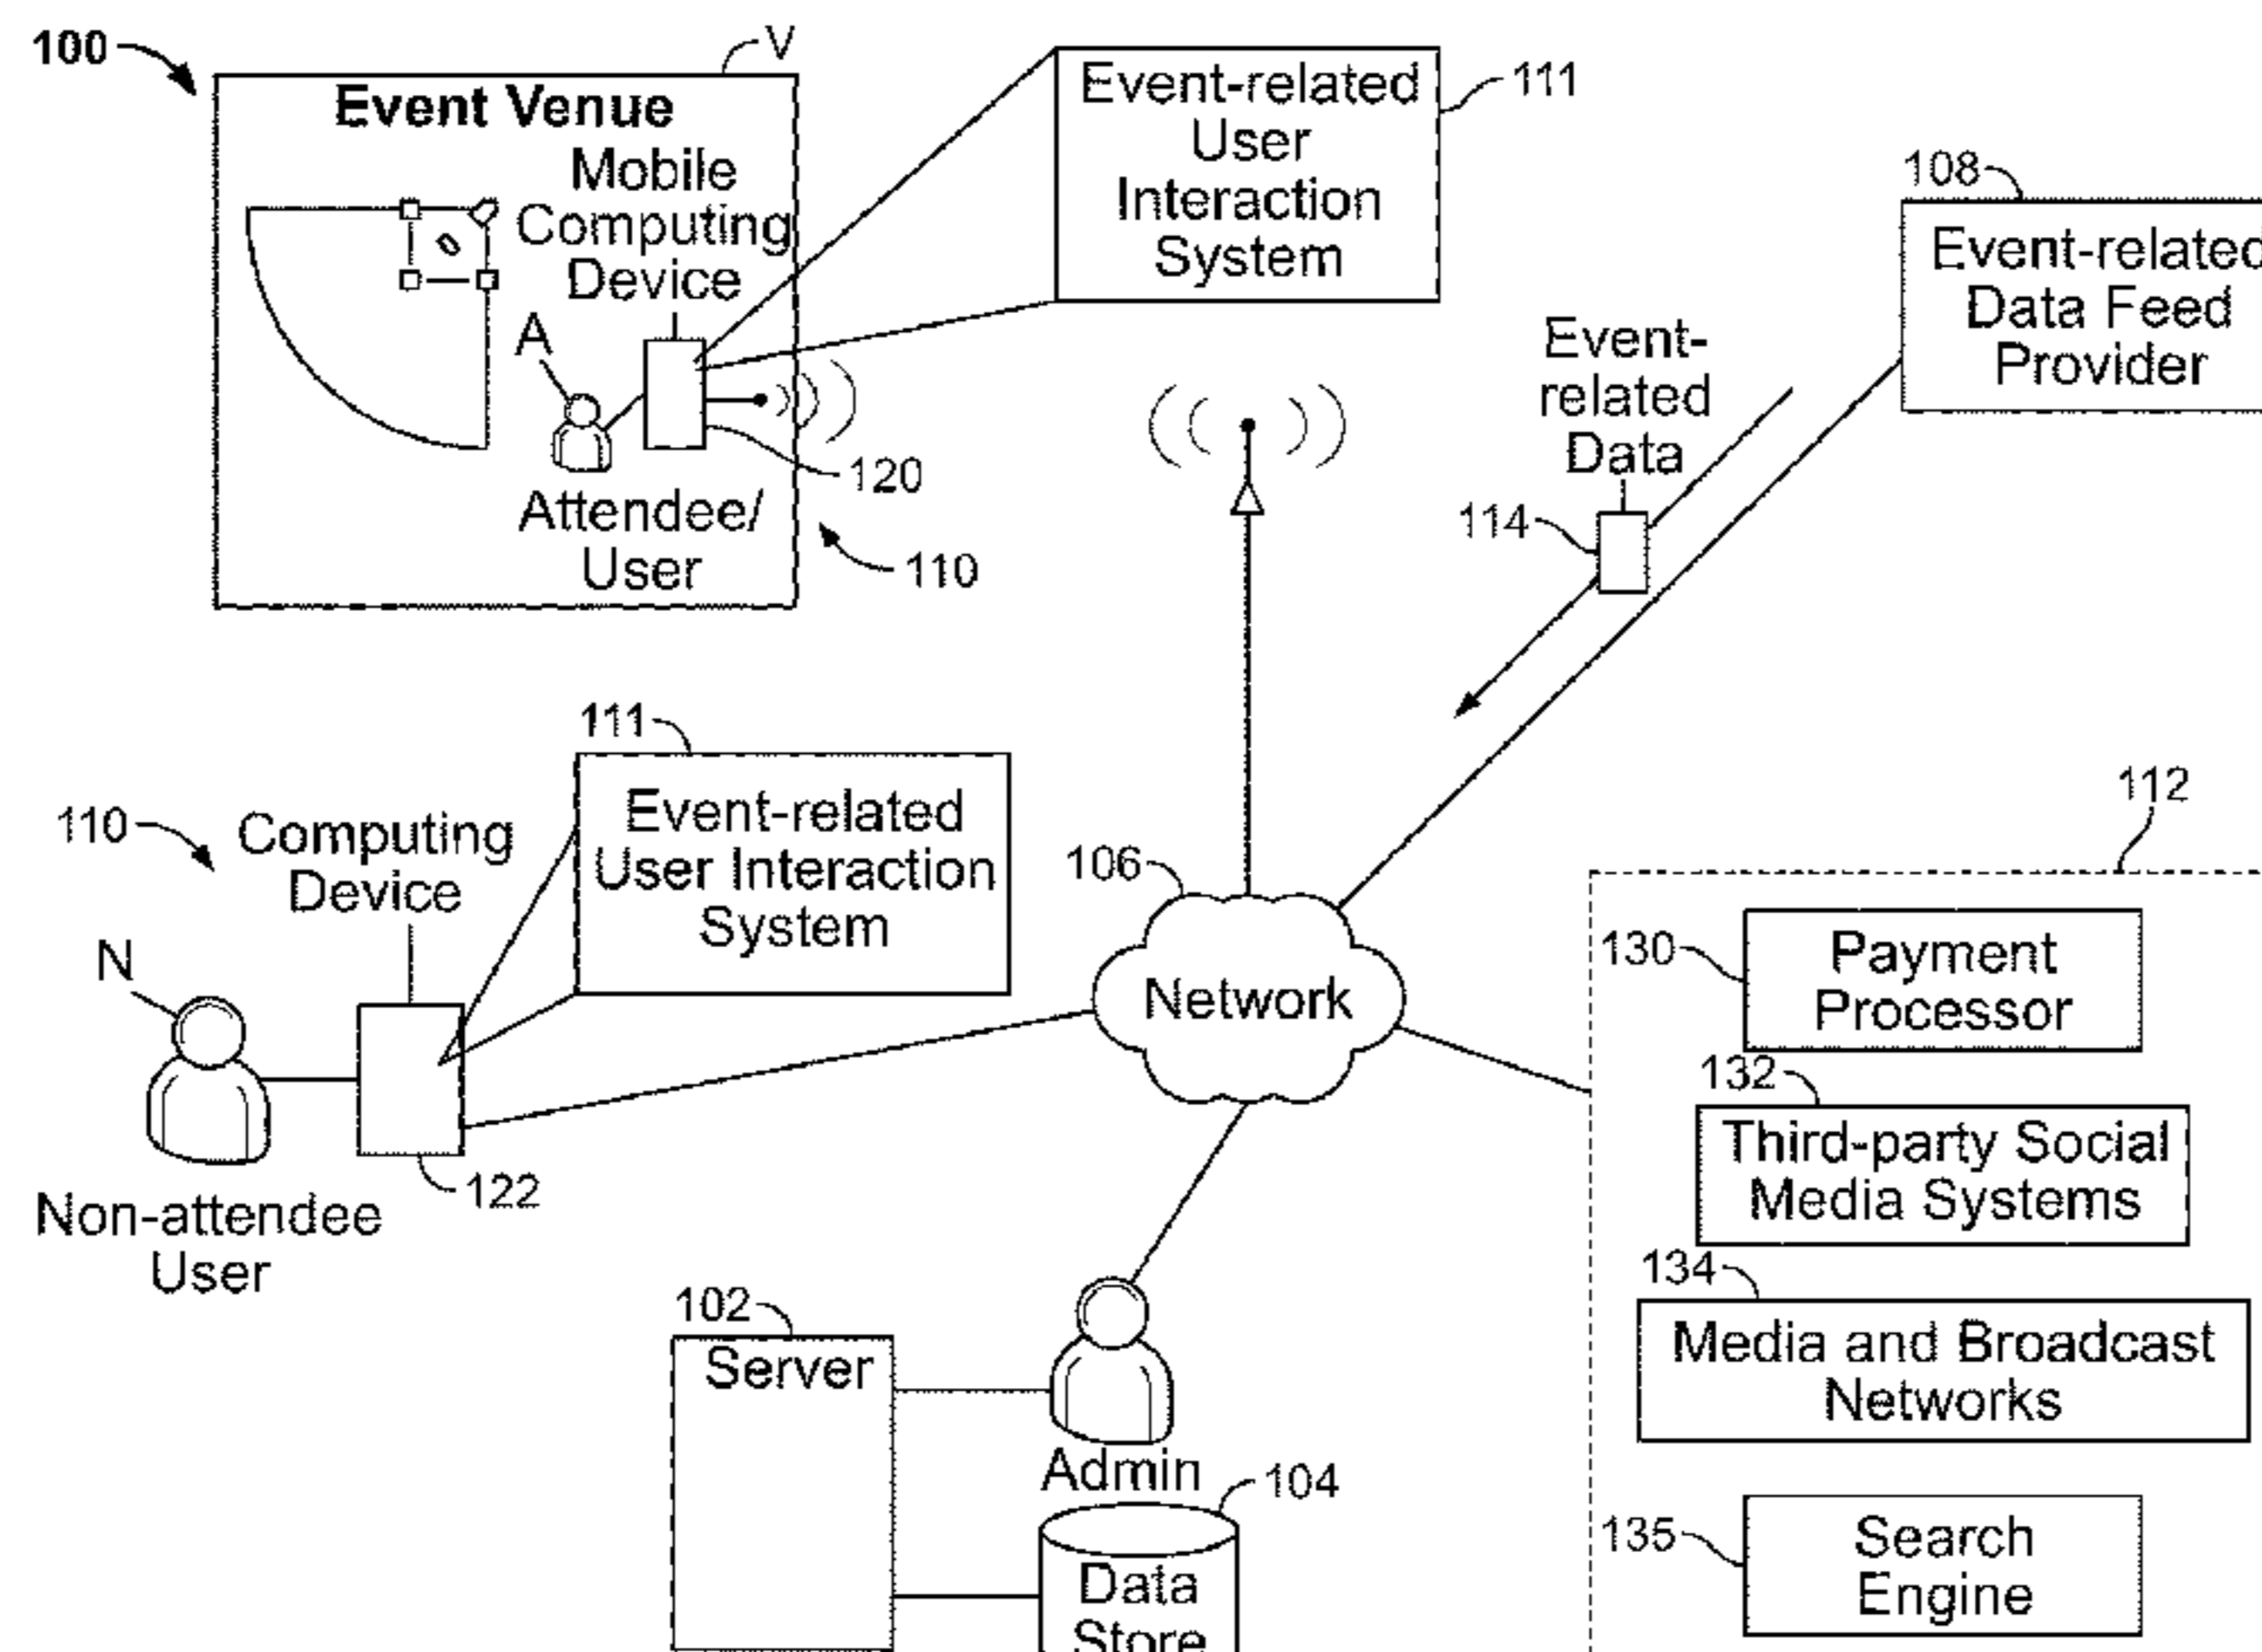 100
V
Event Venue
Mobile
Computing
Device
A
Attendee/
User
120
110
Event-related
User
Interaction
System
111
108
Event-related
Data Feed
Provider
Event-
related
Data
114
111
Event-related
User Interaction
System
110
Computing
Device
N
Non-attendee
User
122
106
Network
112
130
Payment
Processor
132
Third-party Social
Media Systems
134
Media and Broadcast
Networks
135
Search
Engine
102
Server
Admin
104
Data
Store